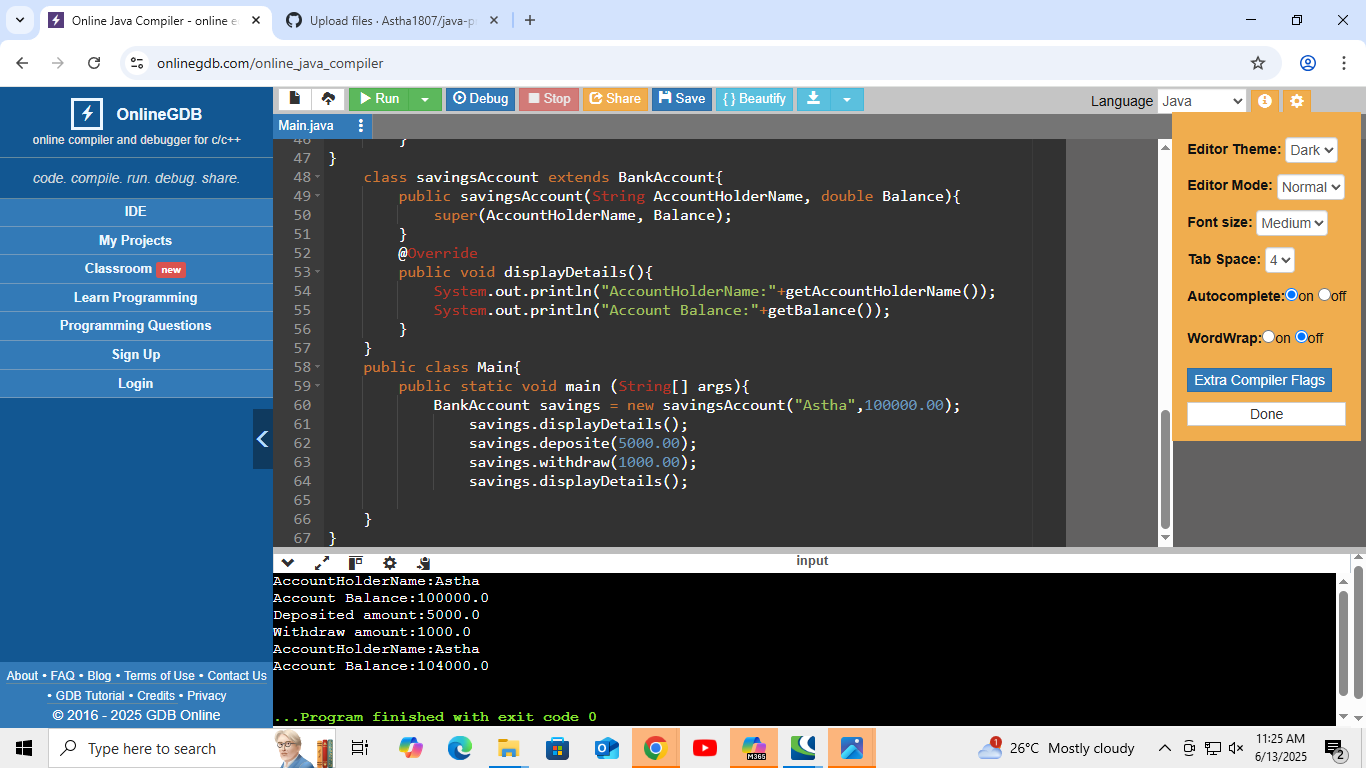 Online Java Compiler - online e
Upload files · Astha1807/java-p
onlinegdb.com/online_java_compiler
OnlineGDB
online compiler and debugger for c/c++
code. compile. run. debug. share.
IDE
My Projects
Classroom new
Learn Programming
Programming Questions
Sign Up
Login
About • FAQ • Blog • Terms of Use • Contact Us
• GDB Tutorial • Credits • Privacy
© 2016 - 2025 GDB Online
Run Debug Stop Share Save { } Beautify Language Java
Main.java
46 }
47 }
48 class savingsAccount extends BankAccount{
49 public savingsAccount(String AccountHolderName, double Balance){
50 super(AccountHolderName, Balance);
51 }
52 @Override
53 public void displayDetails(){
54 System.out.println("AccountHolderName:"+getAccountHolderName());
55 System.out.println("Account Balance:"+getBalance());
56 }
57 }
58 public class Main{
59 public static void main (String[] args){
60 BankAccount savings = new savingsAccount("Astha",100000.00);
61 savings.displayDetails();
62 savings.deposite(5000.00);
63 savings.withdraw(1000.00);
64 savings.displayDetails();
65
66 }
67 }
Editor Theme: Dark
Editor Mode: Normal
Font size: Medium
Tab Space: 4
Autocomplete: on off
WordWrap: on off
Extra Compiler Flags
Done
input
AccountHolderName:Astha
Account Balance:100000.0
Deposited amount:5000.0
Withdraw amount:1000.0
AccountHolderName:Astha
Account Balance:104000.0
...Program finished with exit code 0
Type here to search
M365
26°C Mostly cloudy
11:25 AM
6/13/2025
2